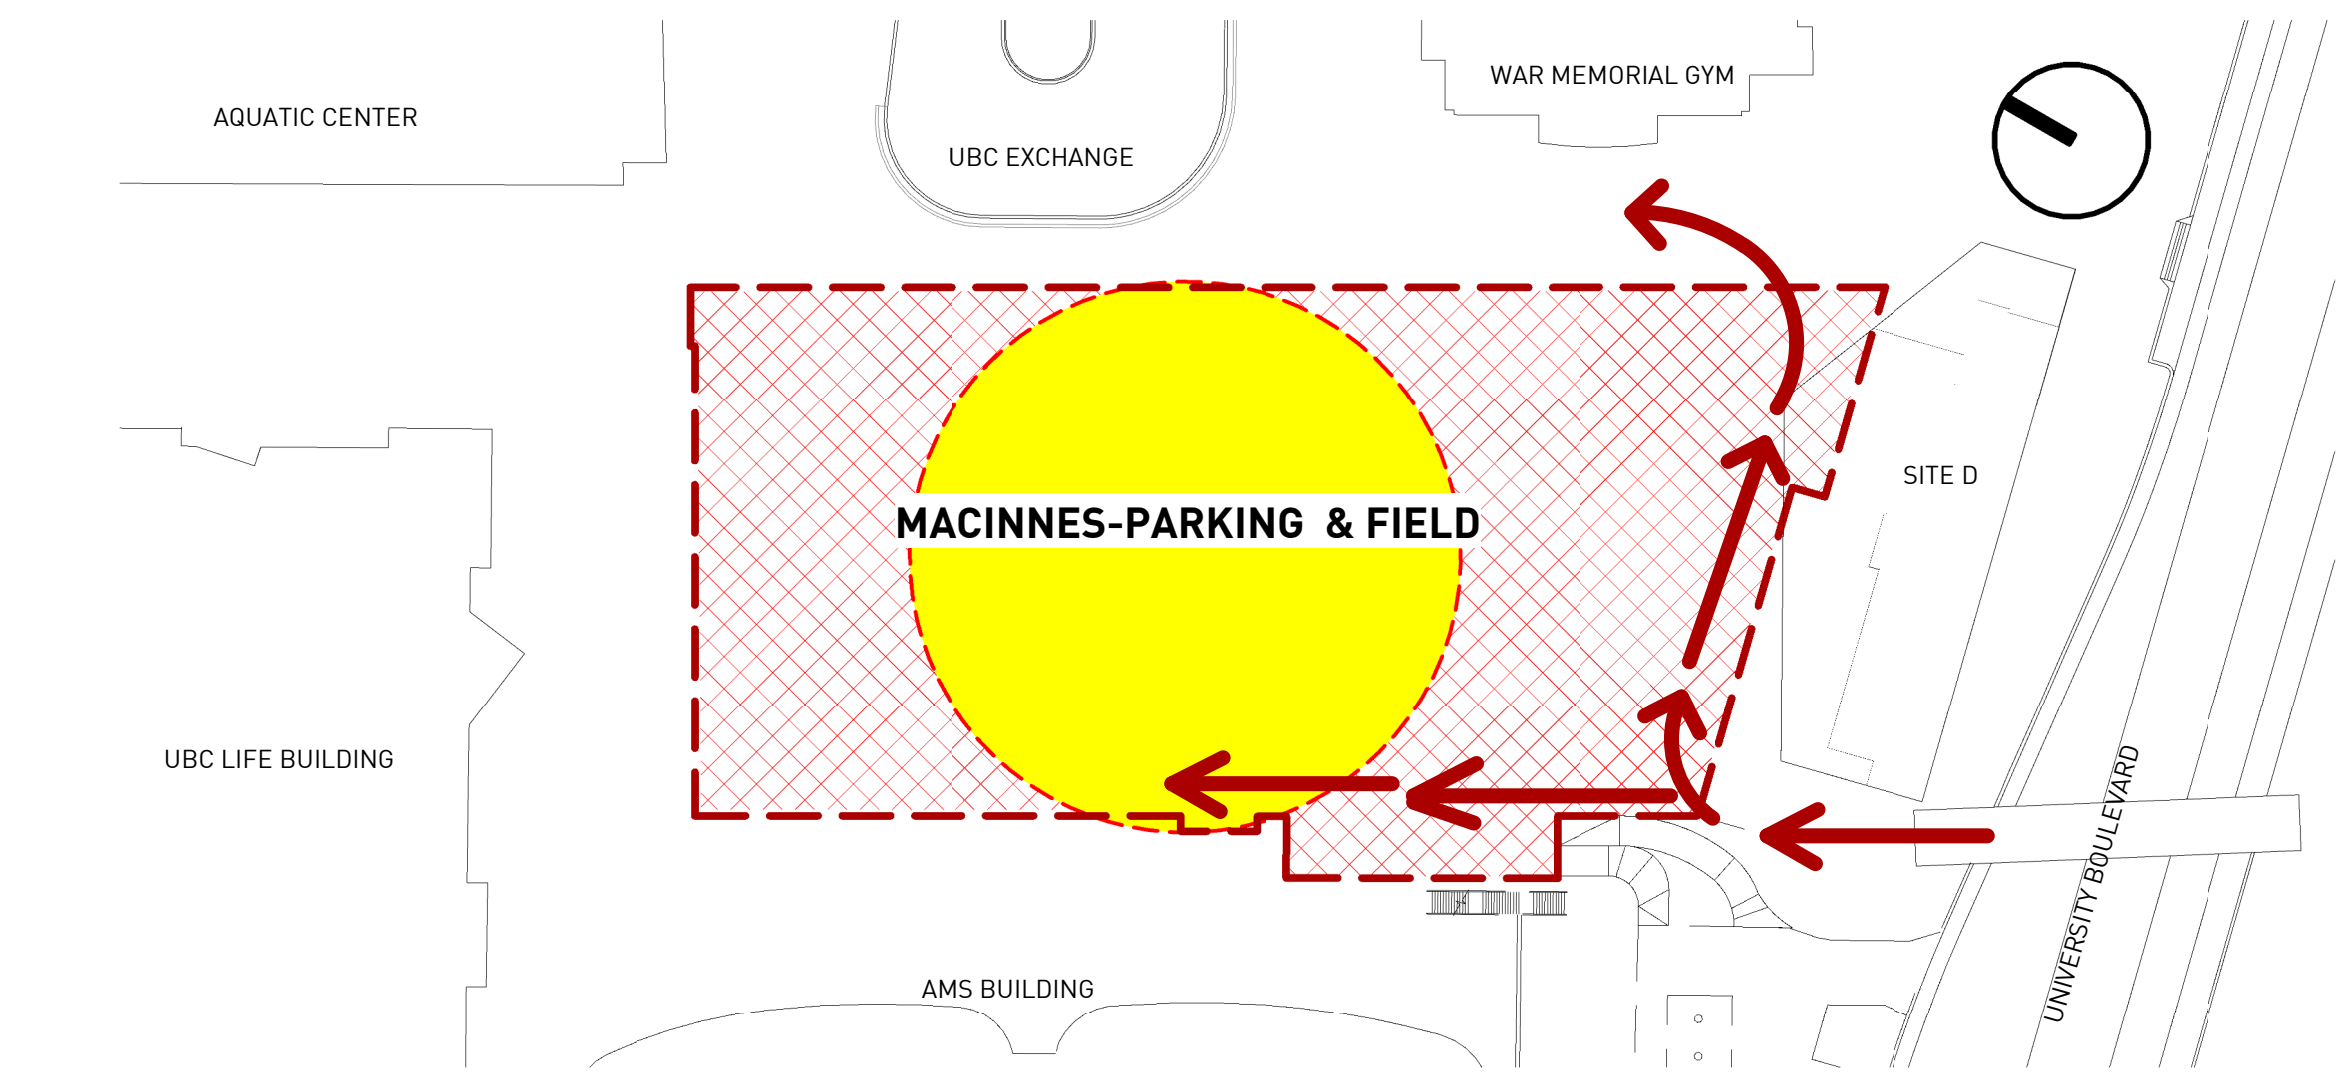 WAR MEMORIAL GYM
AQUATIC CENTER
UBC EXCHANGE
SITE D
MACINNES-PARKING & FIELD
UBC LIFE BUILDING
UNIVERSITY BOULEVARD
AMS BUILDING